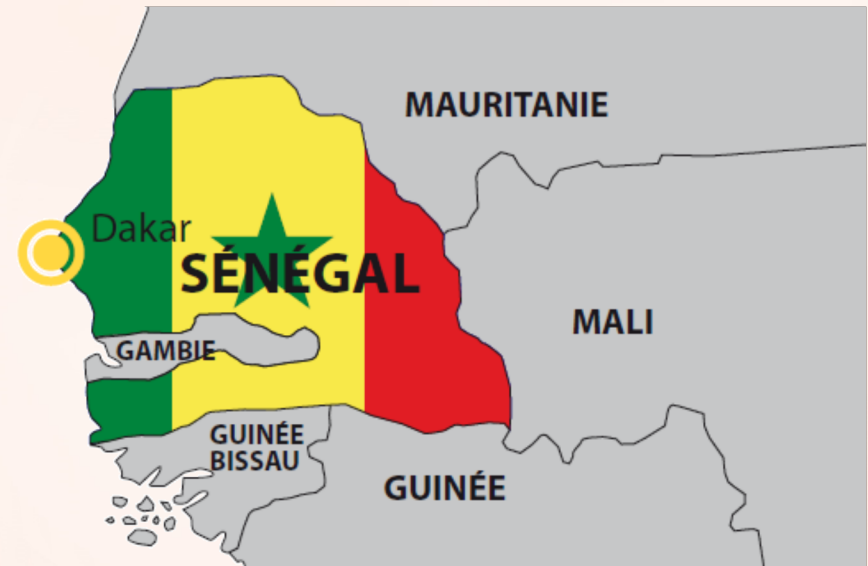 MAURITANIE
Dakar
SÉNÉGAL
MALI
GAMBIE
GUINÉE
BISSAU
GUINÉE